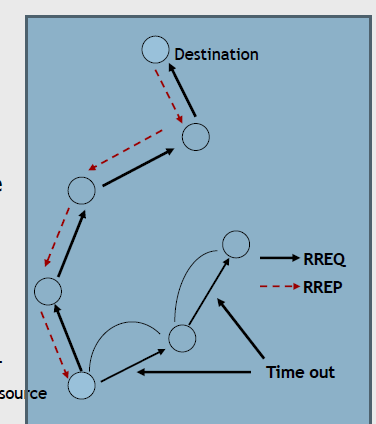 Destination
RREQ
RREP
Time out
source